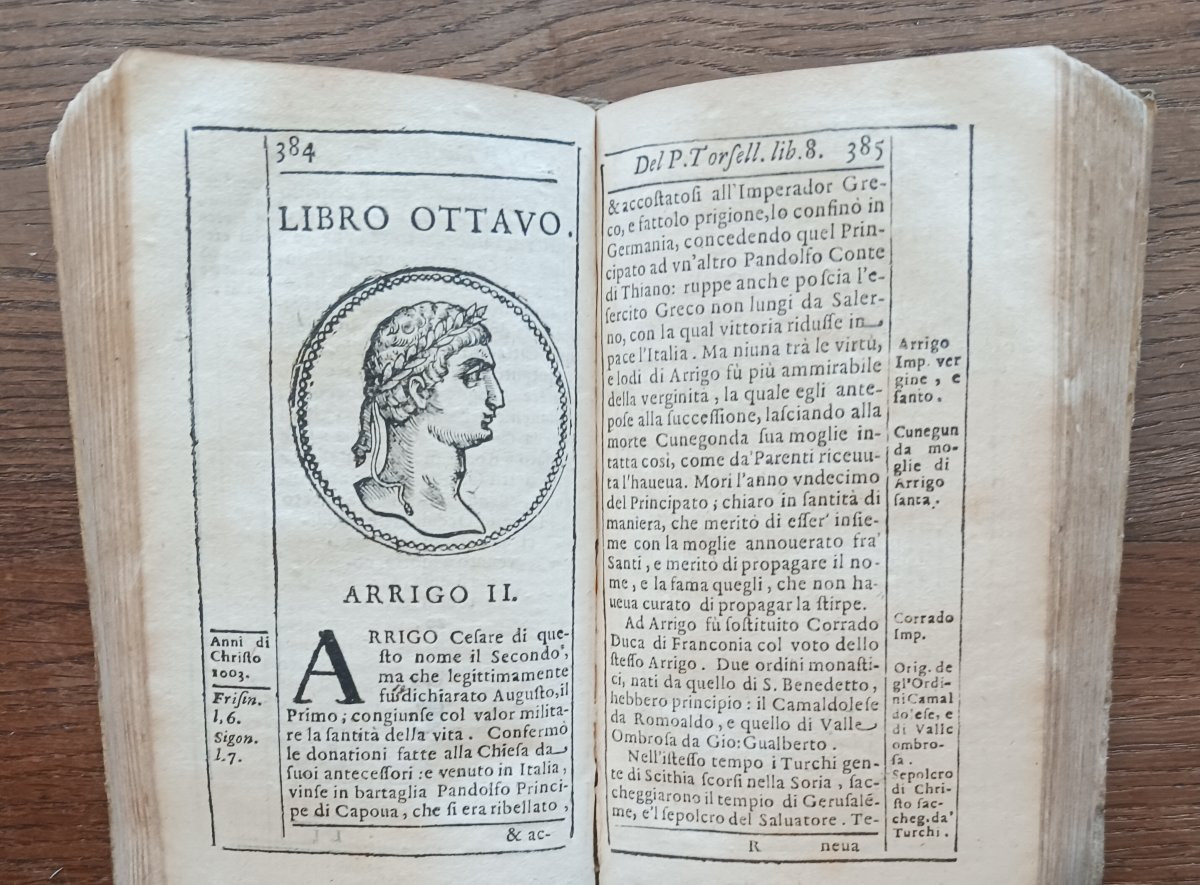 384
LIBRO OTTAVO.
ARRIGO II.
Anni di
Chriſto
1003.
Friſin.
l.6.
Sigon.
l.7.
ARRIGO Ceſare di que-
ſto nome il Secondo,
ma che legittimamente
fuſſe dichiarato Auguſto, il
Primo; congiunſe col valor milita-
re la ſantità della vita. Confermò
le donationi fatte alla Chieſa da
ſuoi anteceſſori: e venuto in Italia,
vinſe in bartaglia Pandolfo Princi-
pe di Capoua, che ſi era ribellato,
& ac-
Del P. Torſell. lib. 8. 385
& accoſtatoſi all'Imperador Gre-
co, e fattolo prigione, lo confinò in
Germania, concedendo quel Prin-
cipato ad vn'altro Pandolfo Conte
di Thiano: ruppe anche poſcia l'e-
ſercito Greco non lungi da Saler-
no, con la qual vittoria riduſſe in
pace l'Italia. Ma niuna trà le virtù,
e lodi di Arrigo fù più ammirabile
della verginità, la quale egli ante-
poſe alla ſucceſſione, laſciando alla
morte Cunegonda ſua moglie in-
tatta cosi, come da'Parenti riceuu-
ta l'haueua. Mori l'anno vndecimo
del Principato; chiaro in ſantità di
maniera, che meritò di eſſer' inſie-
me con la moglie annouerato fra'
Santi, e meritò di propagare il no-
me, e la fama quegli, che non ha-
ueua curato di propagar la ſtirpe.
Ad Arrigo fù ſoſtituito Corrado
Duca di Franconia col voto dello
ſteſſo Arrigo. Due ordini monaſti-
ci, nati da quello di S. Benedetto,
hebbero principio: il Camaldoleſe
da Romoaldo, e quello di Valle
Ombroſa da Gio: Gualberto.
Nell'iſteſſo tempo i Turchi gen-
te di Scithia ſcorſi nella Soria, ſac-
cheggiarono il tempio di Geruſalé-
me, e'l ſepolcro del Saluatore. Te-
R neua
Arrigo
Imp. ver
gine, e
ſanto.
Cunegun
da mo-
glie di
Arrigo
ſanta.
Corrado
Imp.
Orig. de
gl'Ordi-
ni Camal
doleſe, e
di Valle
ombro-
ſa.
Sepolcro
di Chri-
ſto ſac-
cheg. da'
Turchi.